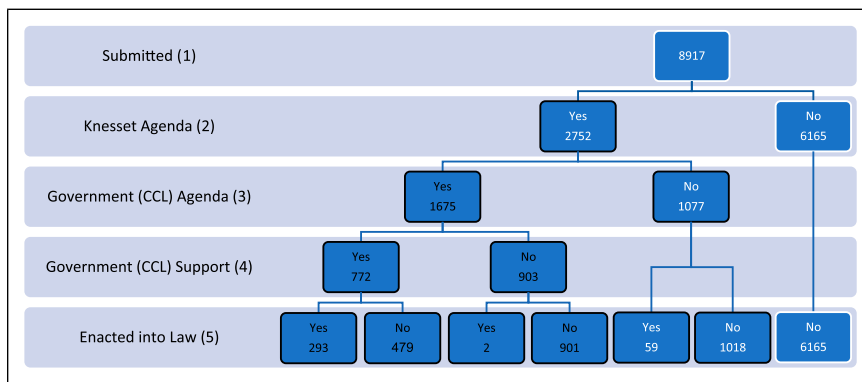 Submitted (1)
8917
Knesset Agenda (2)
Yes
2752
No
6165
Government (CCL) Agenda (3)
Yes
1675
No
1077
Government (CCL) Support (4)
Yes
772
No
903
Enacted into Law (5)
Yes
293
No
479
Yes
2
No
901
Yes
59
No
1018
No
6165